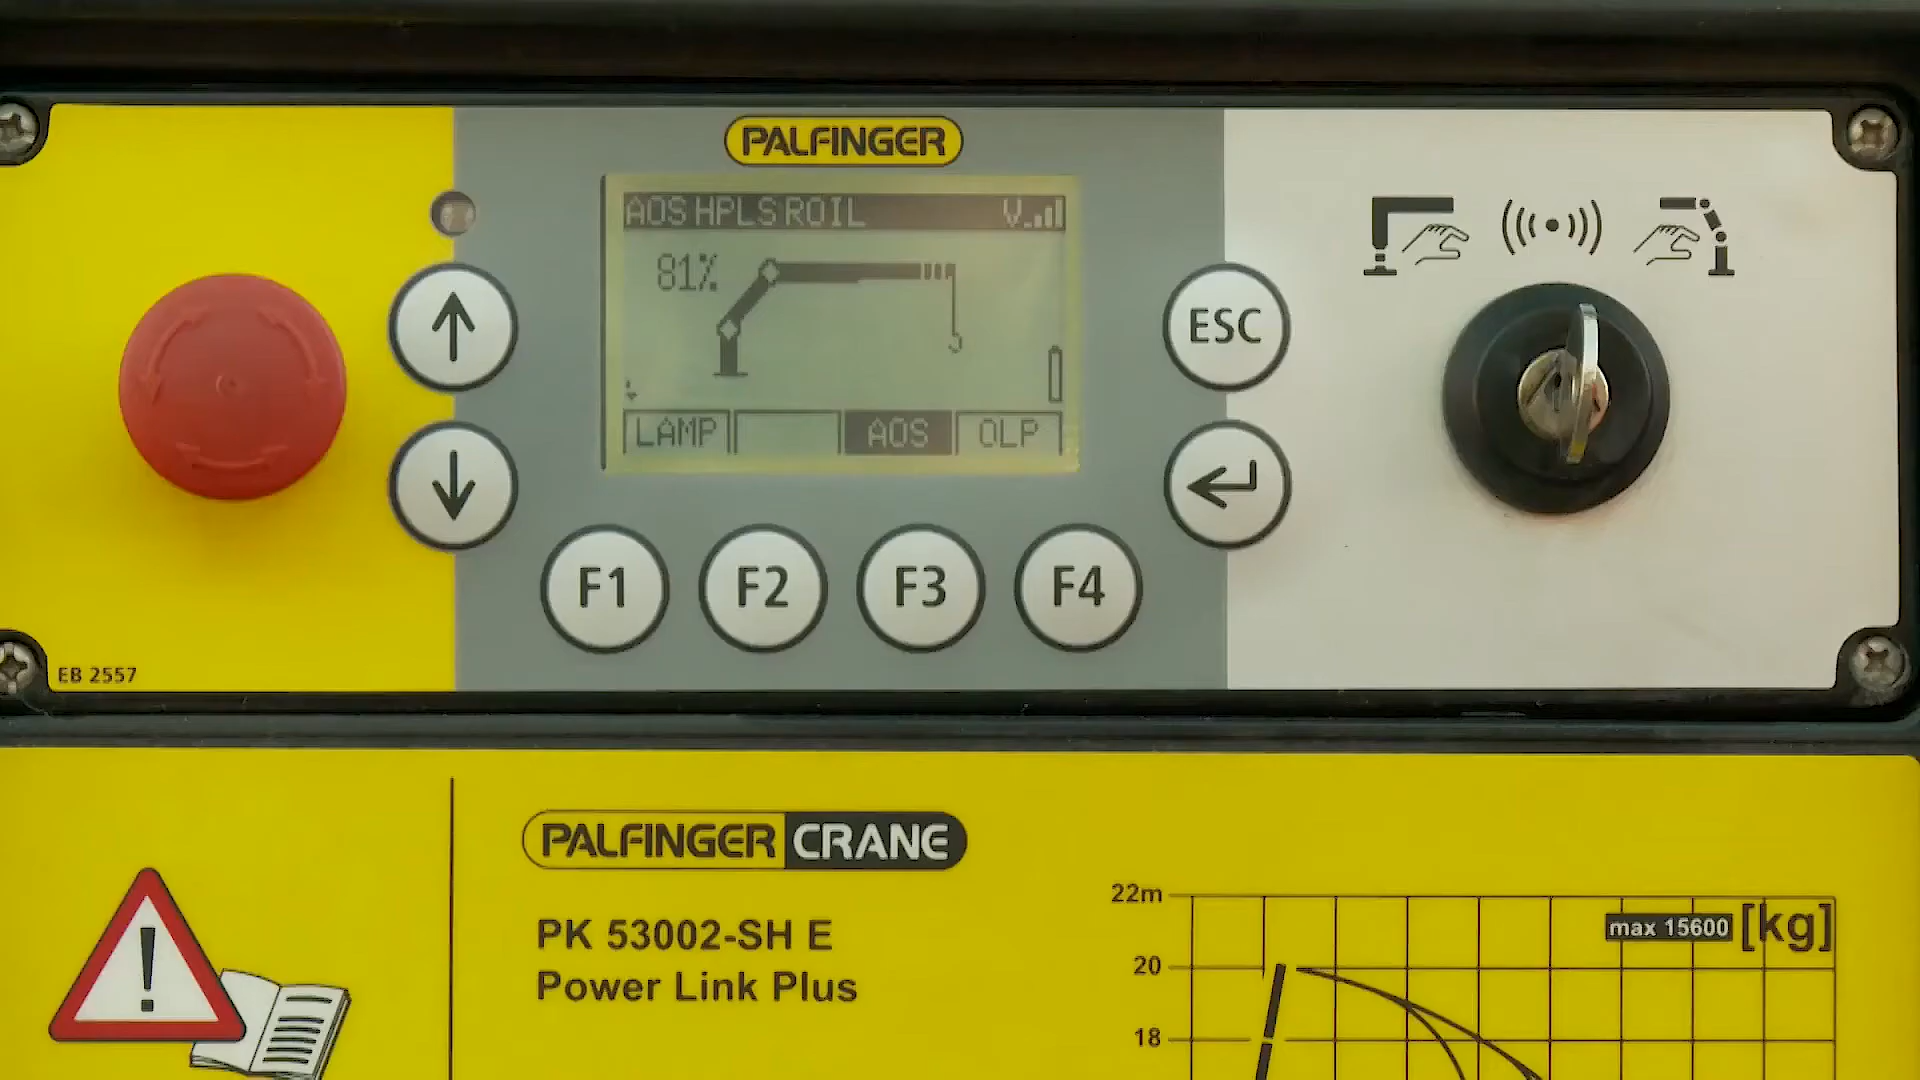 PALFINGER
AOS HPLS ROIL V
81%
LAMP AOS OLP
ESC
F1 F2 F3 F4
EB 2557
PALFINGER CRANE
PK 53002-SH E
Power Link Plus
22m
max 15600 [kg]
20
18